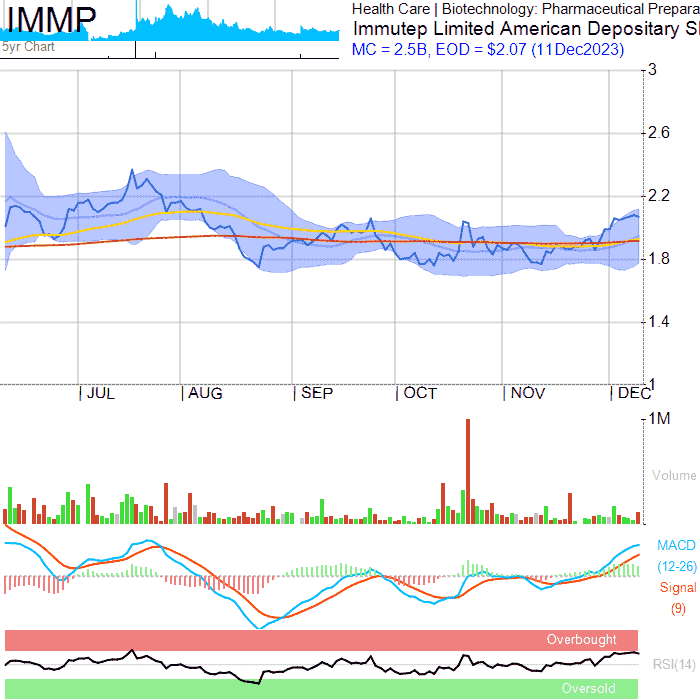 IMMP
5yr Chart
Health Care | Biotechnology: Pharmaceutical Prepara
Immutep Limited American Depositary S
MC = 2.5B, EOD = $2.07 (11Dec2023)
3
2.6
2.2
1.8
1.4
1
JUL AUG SEP OCT NOV DEC
1M
Volume
MACD
(12-26)
Signal
(9)
Overbought
RSI(14)
Oversold